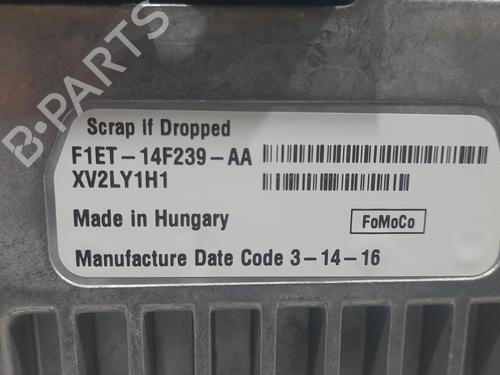 B-PARTS
Scrap if Dropped
F1ET-14F239-AA
XV2LY1H1
Made in Hungary
FoMoCo
Manufacture Date Code 3-14-16